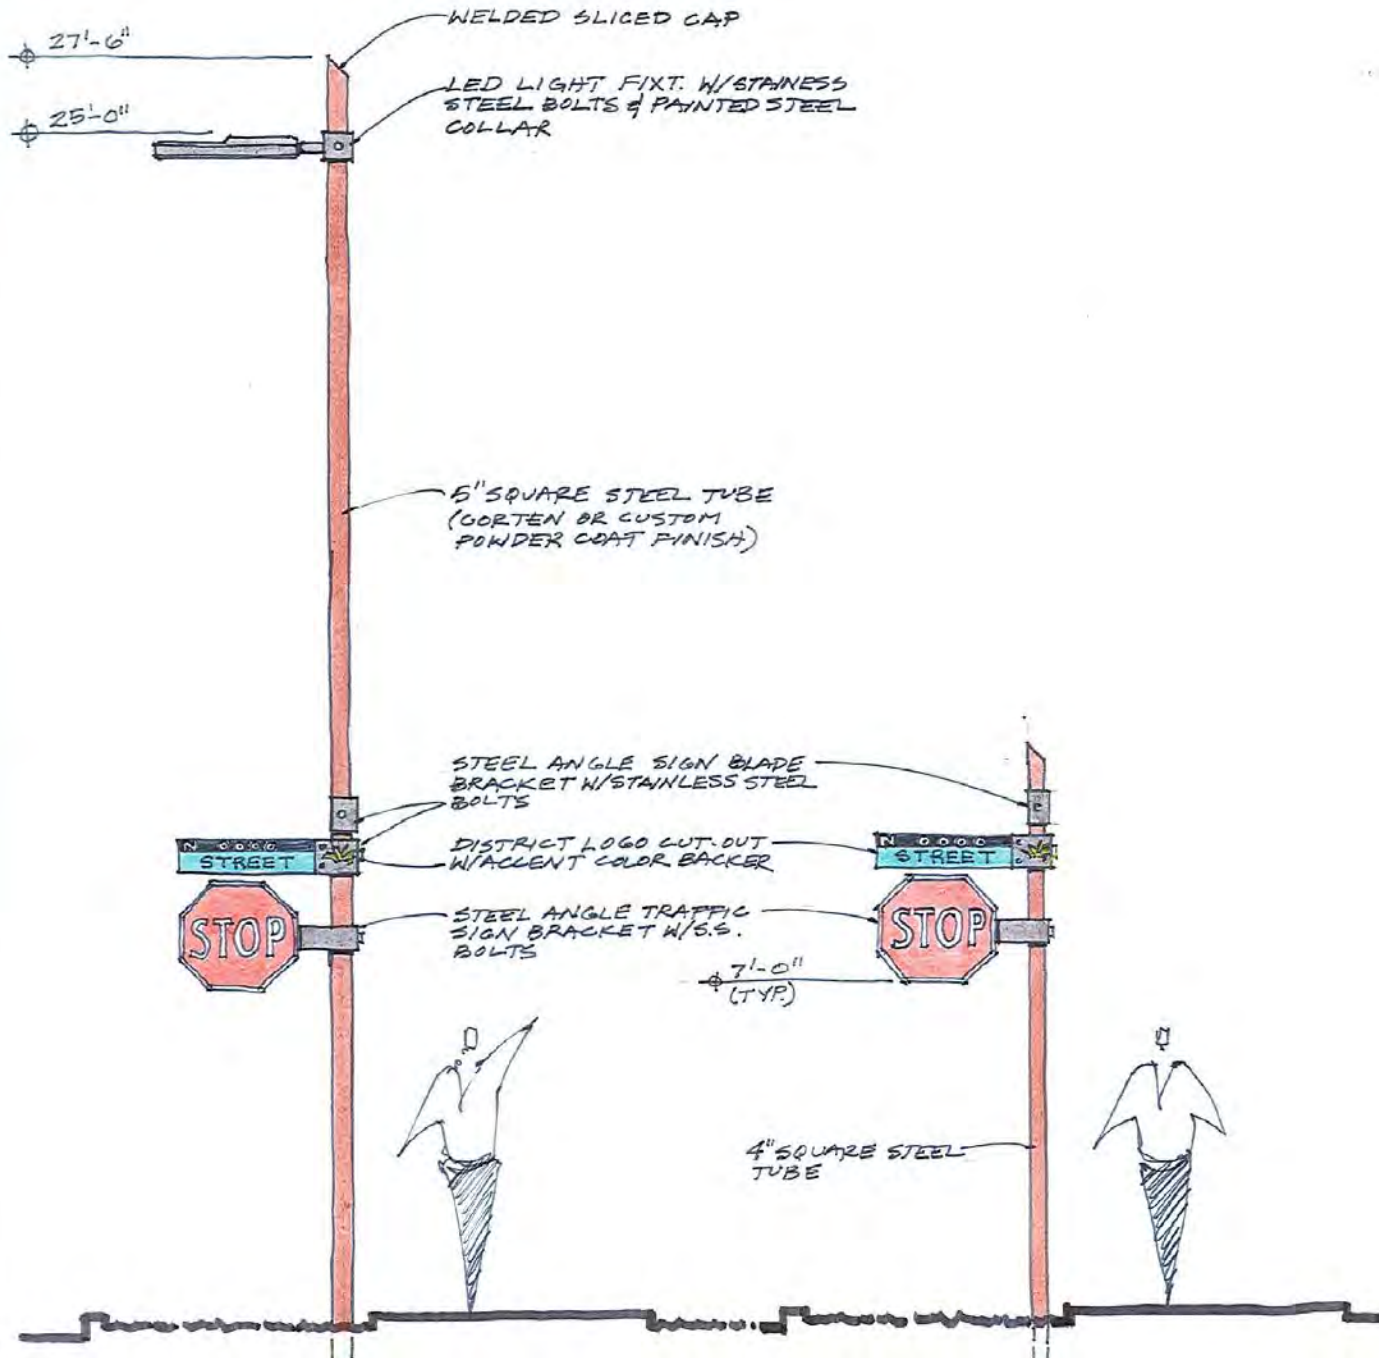 WELDED SLICED CAP
27'-6"
LED LIGHT FIXT. W/STAINESS
STEEL BOLTS & PAINTED STEEL
COLLAR
25'-0"
5" SQUARE STEEL TUBE
(CORTEN OR CUSTOM
POWDER COAT FINISH)
STEEL ANGLE SIGN BLADE
BRACKET W/STAINLESS STEEL
BOLTS
DISTRICT LOGO CUT-OUT
W/ACCENT COLOR BACKER
STEEL ANGLE TRAFFIC
SIGN BRACKET W/S.S.
BOLTS
N 0000
STREET
STOP
N 0000
STREET
STOP
7'-0"
(TYP.)
4" SQUARE STEEL
TUBE